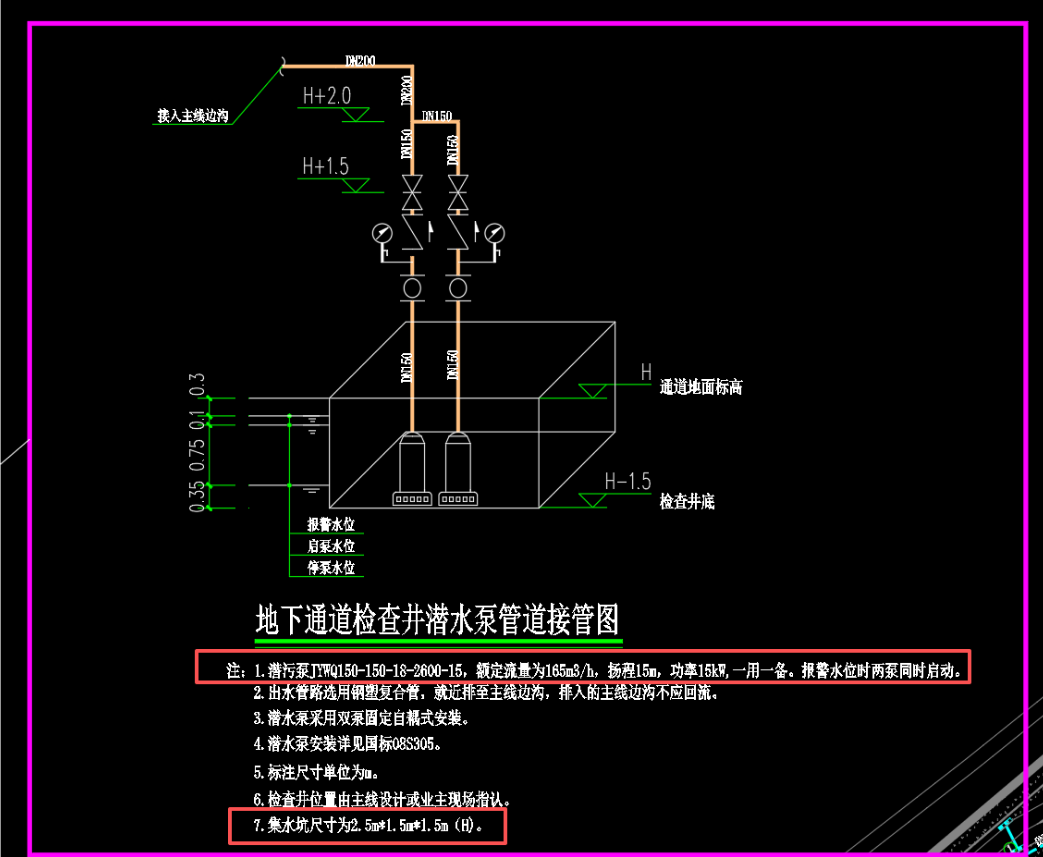 DN200
DN200
H+2.0
接入主线边沟
DN150
DN150
DN150
H+1.5
DN150
DN150
H
通道地面标高
0.3
0.1
0.75
0.35
H-1.5
检查井底
报警水位
启泵水位
停泵水位
地下通道检查井潜水泵管道接管图
注：1.潜污泵JYWQ150-150-18-2600-15，额定流量为165m3/h，扬程15m，功率15kW,一用一备。报警水位时两泵同时启动。
2.出水管路选用钢塑复合管，就近排至主线边沟，排入的主线边沟不应回流。
3.潜水泵采用双泵固定自耦式安装。
4.潜水泵安装详见国标08S305。
5.标注尺寸单位为m。
6.检查井位置由主线设计或业主现场指认。
7.集水坑尺寸为2.5m*1.5m*1.5m（H）。